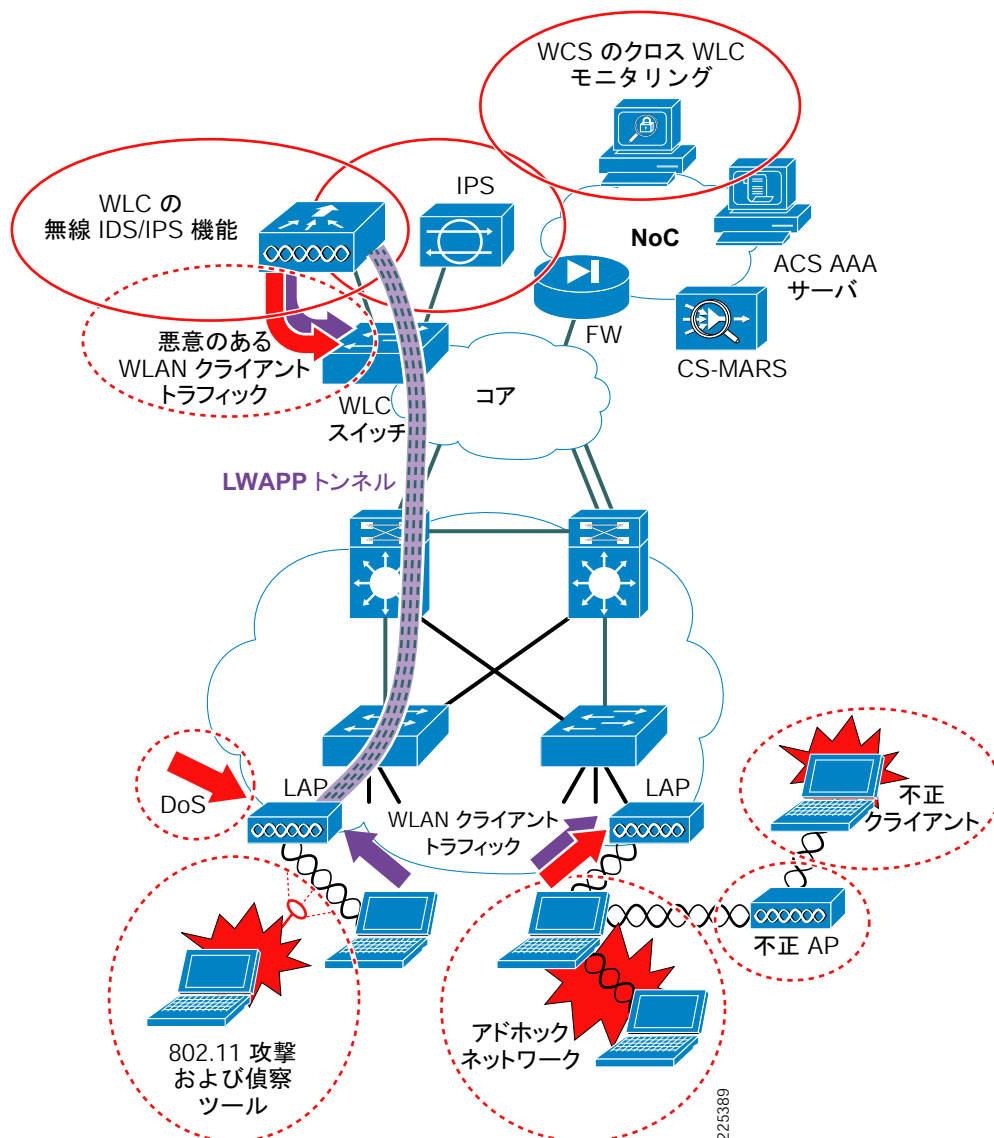 WCS のクロス WLC
モニタリング
WLC の
無線 IDS/IPS 機能
IPS
NoC
ACS AAA
サーバ
FW
CS-MARS
悪意のある
WLAN クライアント
トラフィック
WLC
スイッチ
コア
LWAPP トンネル
DoS
LAP
WLAN クライアント
トラフィック
LAP
不正
クライアント
不正 AP
802.11 攻撃
および偵察
ツール
アドホック
ネットワーク
225389